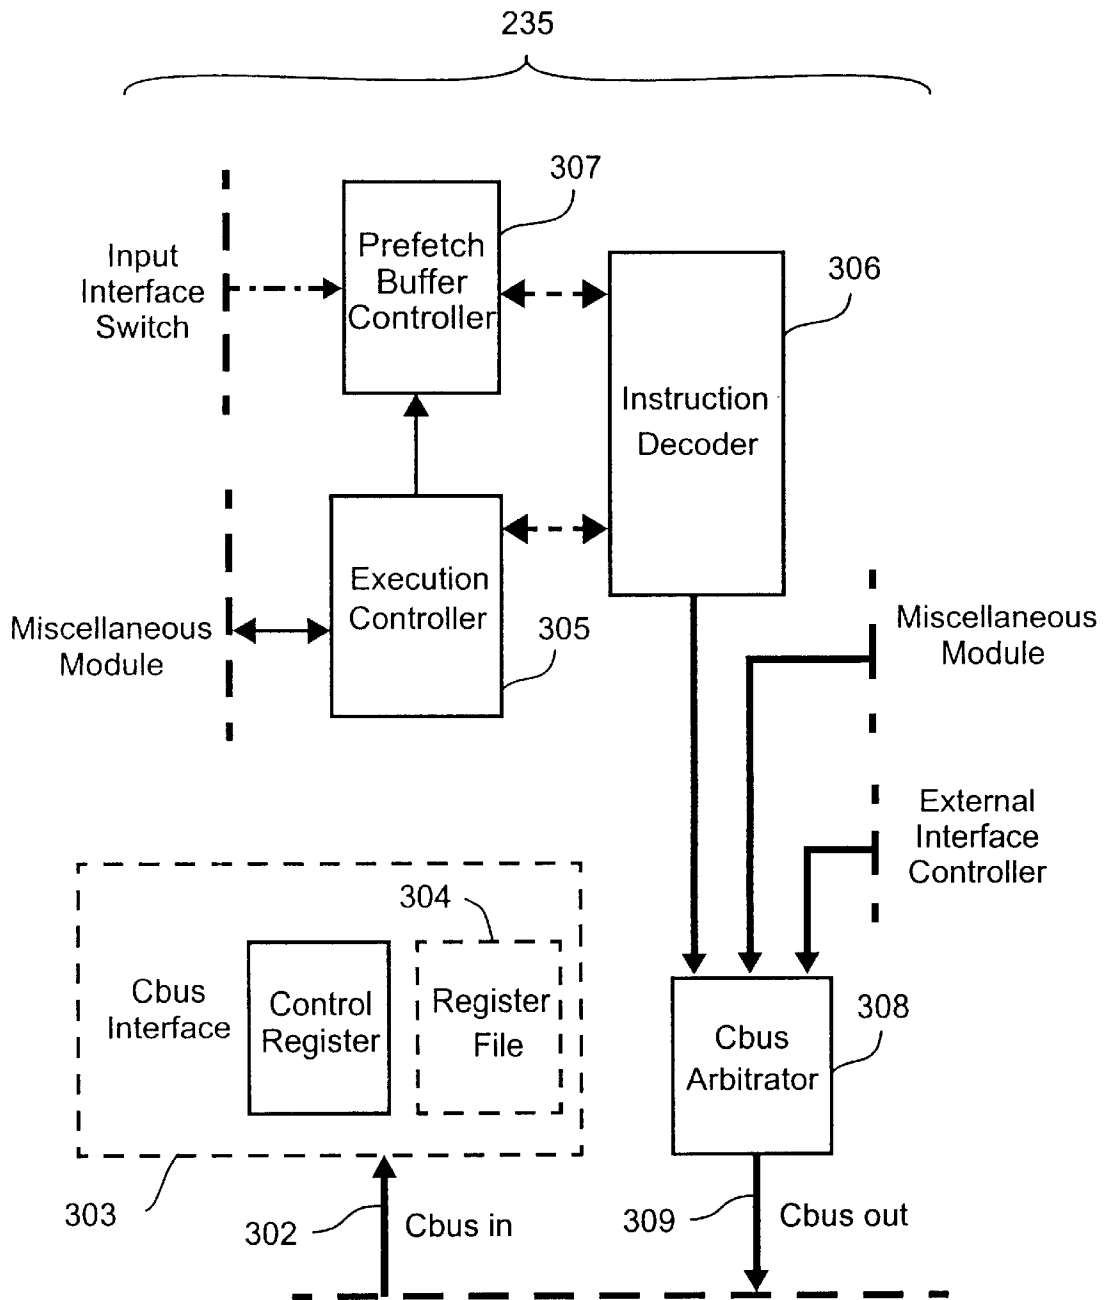 235
307
Prefetch
Buffer
Controller
Input
Interface
Switch
306
Instruction
Decoder
Execution
Controller
305
Miscellaneous
Module
Miscellaneous
Module
External
Interface
Controller
304
Cbus
Interface
Control
Register
Register
File
308
Cbus
Arbitrator
303
302
Cbus in
309
Cbus out